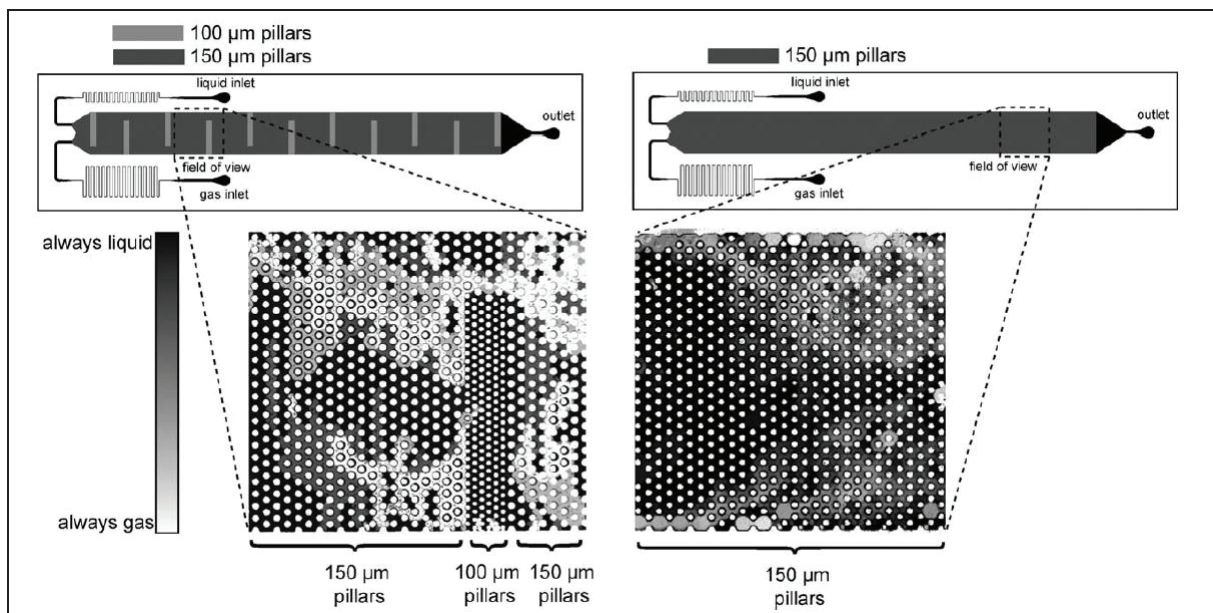 100 µm pillars
150 µm pillars
liquid inlet
outlet
field of view
gas inlet
150 µm pillars
liquid inlet
outlet
field of view
gas inlet
always liquid
always gas
150 µm
pillars
100 µm
pillars
150 µm
pillars
150 µm
pillars